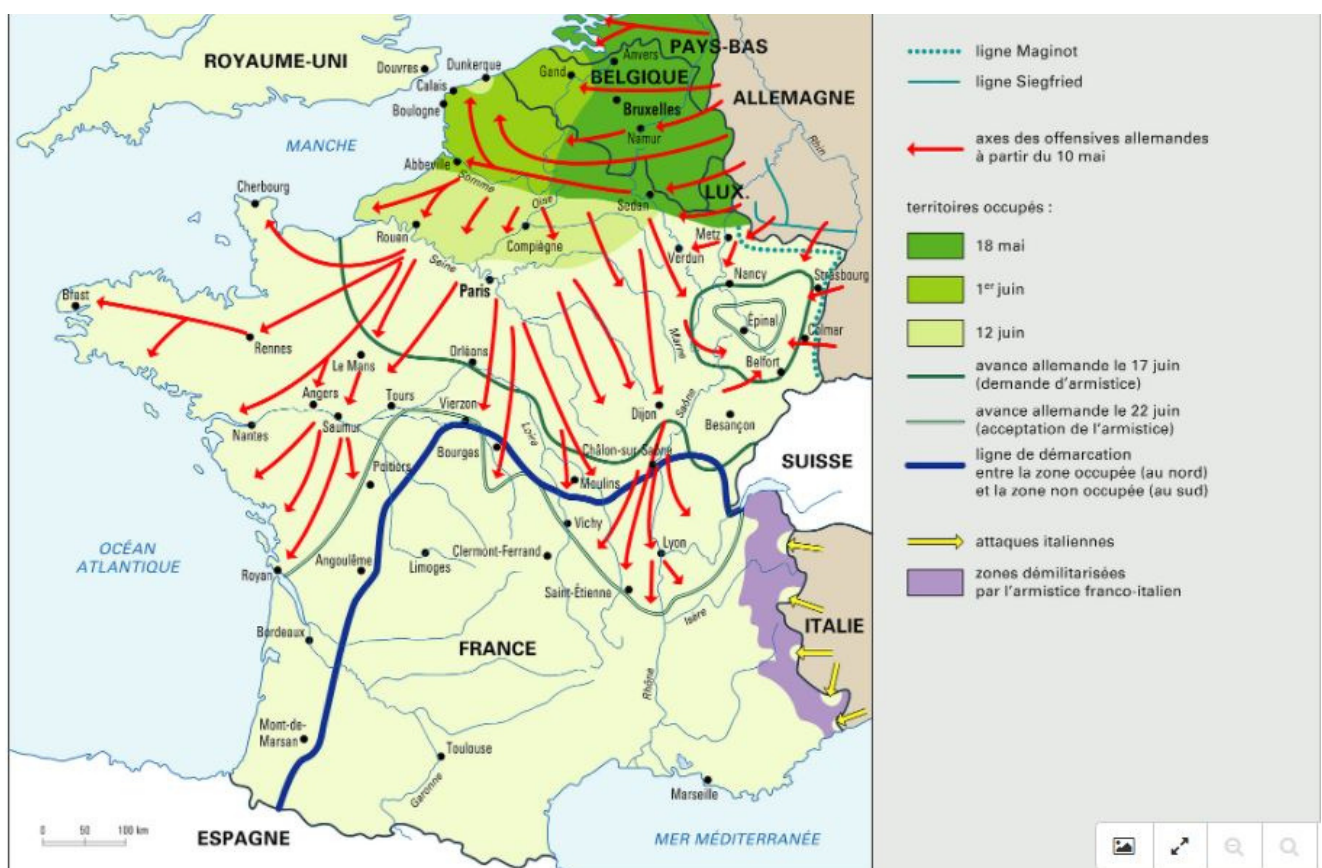 ROYAUME-UNI
Douvres
Dunkerque
Calais
Boulogne
PAYS-BAS
Anvers
Gand
BELGIQUE
Bruxelles
Namur
ALLEMAGNE
Rhin
MANCHE
Abbeville
Somme
Oise
Sedan
LUX.
Cherbourg
Rouen
Compiègne
Seine
Paris
Metz
Verdun
Nancy
Strasbourg
Épinal
Colmar
Marne
Belfort
Brest
Rennes
Le Mans
Orléans
Angers
Saumur
Tours
Vierzon
Loire
Dijon
Saône
Besançon
Nantes
Bourges
Châlon-sur-Saône
Poitiers
Moulins
SUISSE
Vichy
OCÉAN
ATLANTIQUE
Royan
Angoulême
Limoges
Clermont-Ferrand
Lyon
Saint-Étienne
Isère
ITALIE
Bordeaux
FRANCE
Rhône
Mont-de-
Marsan
Toulouse
Garonne
Marseille
0 50 100 km
ESPAGNE
MER MÉDITERRANÉE
ligne Maginot
ligne Siegfried
axes des offensives allemandes
à partir du 10 mai
territoires occupés :
18 mai
1er juin
12 juin
avance allemande le 17 juin
(demande d'armistice)
avance allemande le 22 juin
(acceptation de l'armistice)
ligne de démarcation
entre la zone occupée (au nord)
et la zone non occupée (au sud)
attaques italiennes
zones démilitarisées
par l'armistice franco-italien